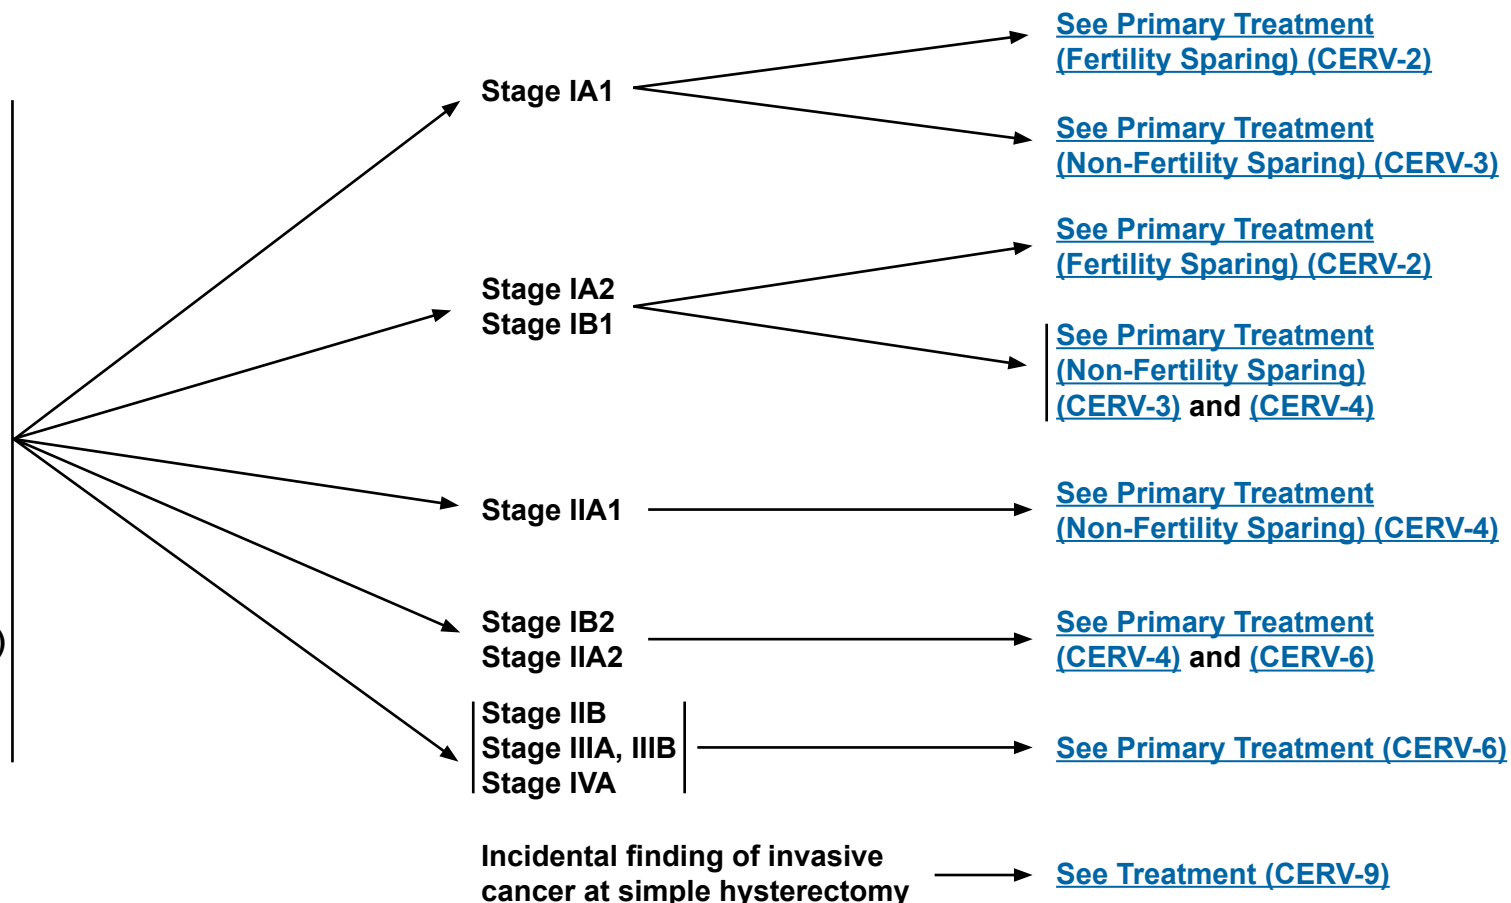 Stage IA1
See Primary Treatment
(Fertility Sparing) (CERV-2)
See Primary Treatment
(Non-Fertility Sparing) (CERV-3)
Stage IA2
Stage IB1
See Primary Treatment
(Fertility Sparing) (CERV-2)
See Primary Treatment
(Non-Fertility Sparing)
(CERV-3) and (CERV-4)
Stage IIA1
See Primary Treatment
(Non-Fertility Sparing) (CERV-4)
)
Stage IB2
Stage IIA2
See Primary Treatment
(CERV-4) and (CERV-6)
Stage IIB
Stage IIIA, IIIB
Stage IVA
See Primary Treatment (CERV-6)
Incidental finding of invasive
cancer at simple hysterectomy
See Treatment (CERV-9)